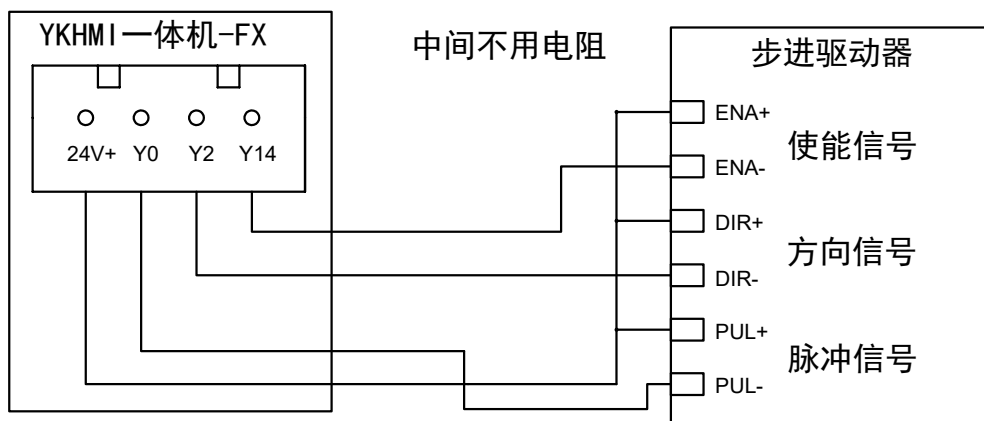 YKHMI一体机-FX
24V+ Y0 Y2 Y14
中间不用电阻
步进驱动器
ENA+
使能信号
ENA-
DIR+
方向信号
DIR-
PUL+
脉冲信号
PUL-